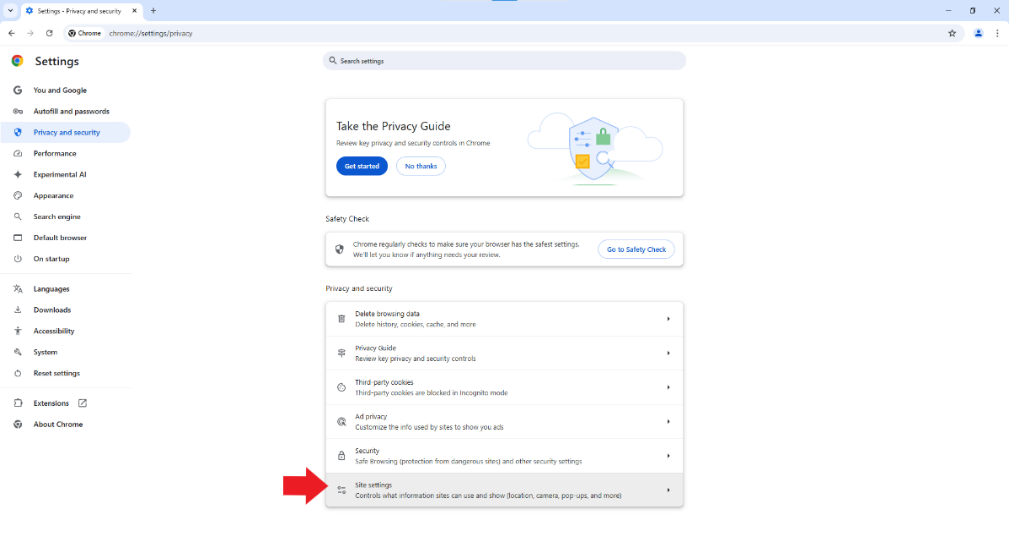 Settings - Privacy and security
Chrome
chrome://settings/privacy
Settings
Search settings
You and Google
Autofill and passwords
Privacy and security
Performance
Experimental AI
Appearance
Search engine
Default browser
On startup
Languages
Downloads
Accessibility
System
Reset settings
Extensions
About Chrome
Take the Privacy Guide
Review key privacy and security controls in Chrome
Get started
No thanks
Safety Check
Chrome regularly checks to make sure your browser has the safest settings.
We'll let you know if anything needs your review.
Go to Safety Check
Privacy and security
Delete browsing data
Delete history, cookies, cache, and more
Privacy Guide
Review key privacy and security controls
Third-party cookies
Third-party cookies are blocked in Incognito mode
Ad privacy
Customize the info used by sites to show you ads
Security
Safe Browsing (protection from dangerous sites) and other security settings
Site settings
Controls what information sites can use and show (location, camera, pop-ups, and more)